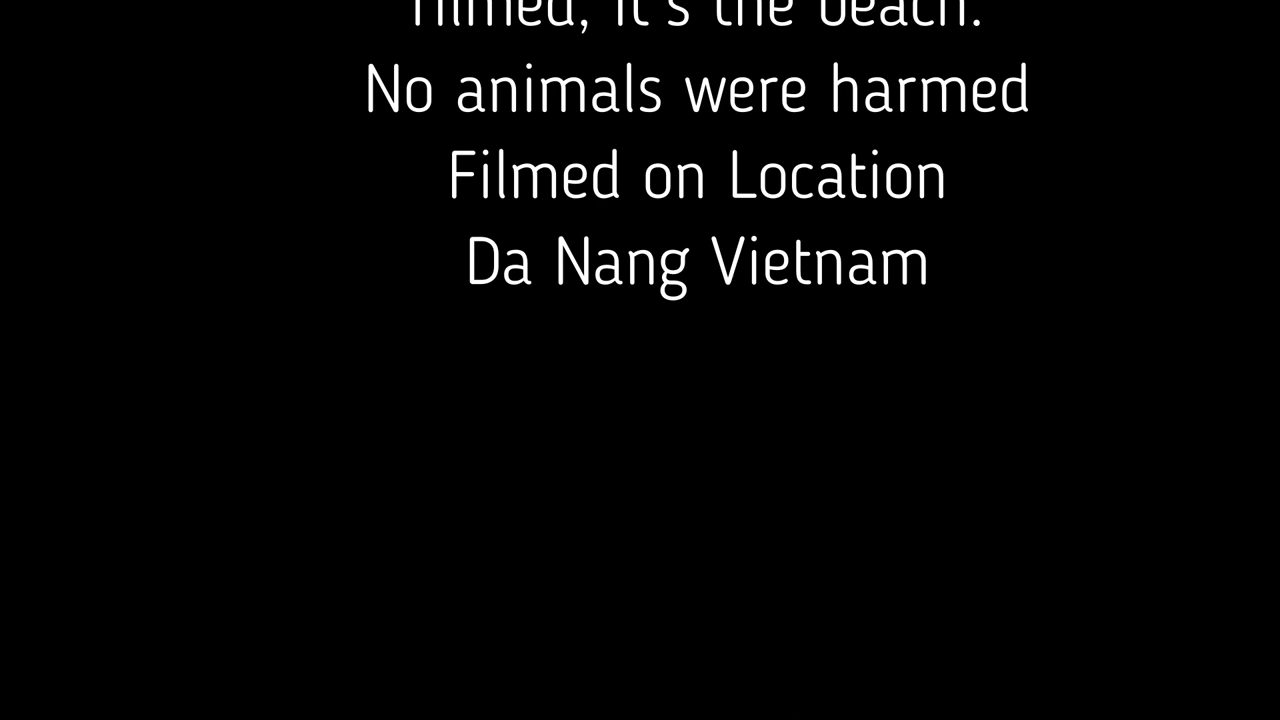 filmed, it's the beach.
No animals were harmed
Filmed on Location
Da Nang Vietnam